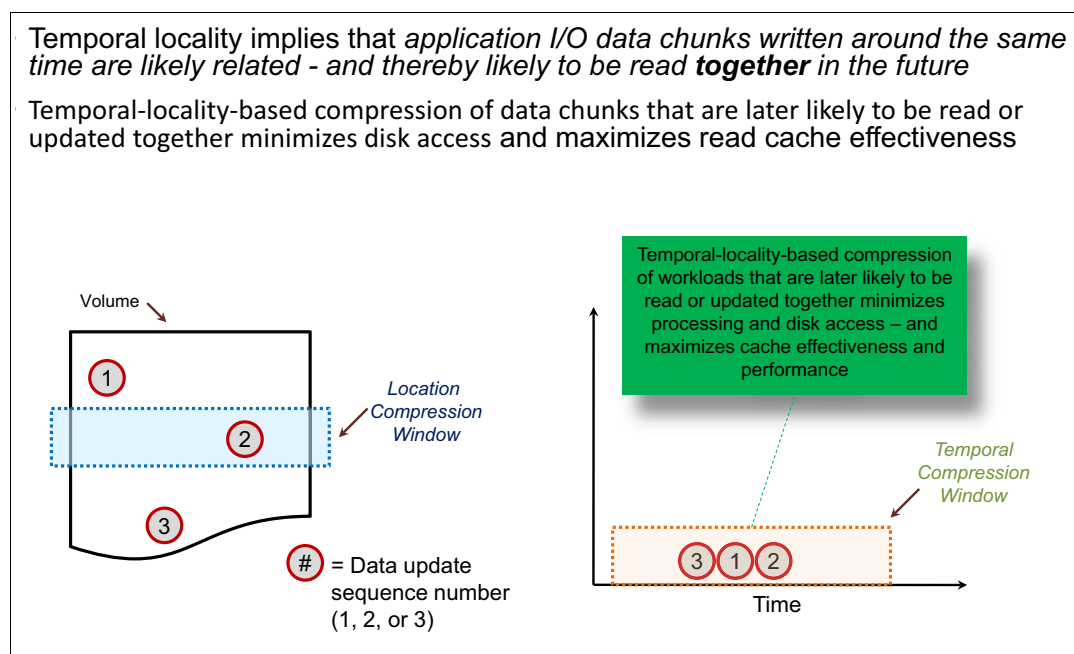 Temporal locality implies that application I/O data chunks written around the same
time are likely related - and thereby likely to be read together in the future
Temporal-locality-based compression of data chunks that are later likely to be read or
updated together minimizes disk access and maximizes read cache effectiveness
Volume
1
2
3
Location
Compression
Window
# = Data update
sequence number
(1, 2, or 3)
Temporal-locality-based compression
of workloads that are later likely to be
read or updated together minimizes
processing and disk access – and
maximizes cache effectiveness and
performance
Temporal
Compression
Window
3 1 2
Time